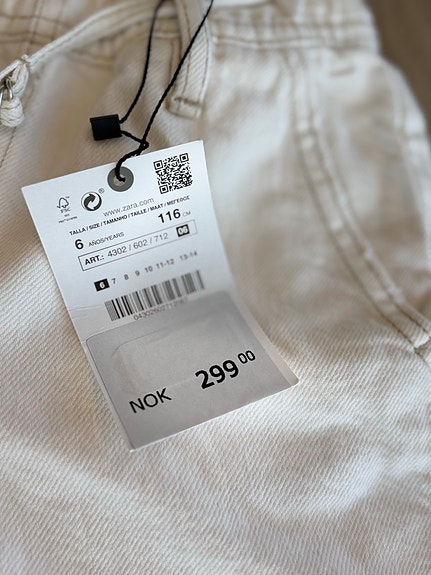 FSC
www.zara.com
TALLA / SIZE / TAMANHO / TAILLE / MAAT / ΜΕΓΕΘΟΣ
6 AÑOS/YEARS 116 CM
ART.: 4302 / 602 / 712 06
6 7 8 9 10 11-12 13-14
NOK 299 00